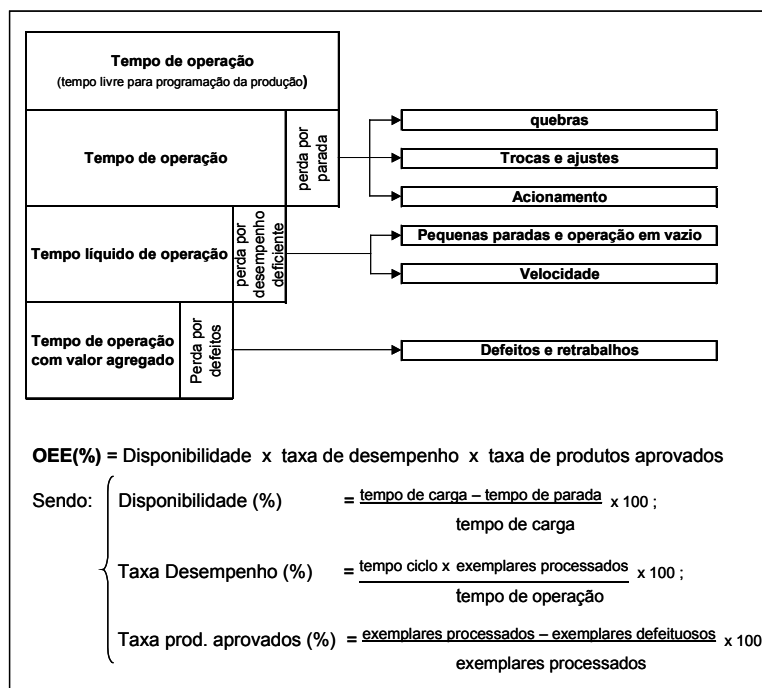 Tempo de operação
(tempo livre para programação da produção)
Tempo de operação
perda por
parada
quebras
Trocas e ajustes
Acionamento
Tempo líquido de operação
perda por
desempenho
deficiente
Pequenas paradas e operação em vazio
Velocidade
Tempo de operação
com valor agregado
Perda por
defeitos
Defeitos e retrabalhos
OEE(%) = Disponibilidade x taxa de desempenho x taxa de produtos aprovados
Sendo:
Disponibilidade (%) = tempo de carga – tempo de parada x 100 ;
tempo de carga
Taxa Desempenho (%) = tempo ciclo x exemplares processados x 100 ;
tempo de operação
Taxa prod. aprovados (%) = exemplares processados – exemplares defeituosos x 100
exemplares processados